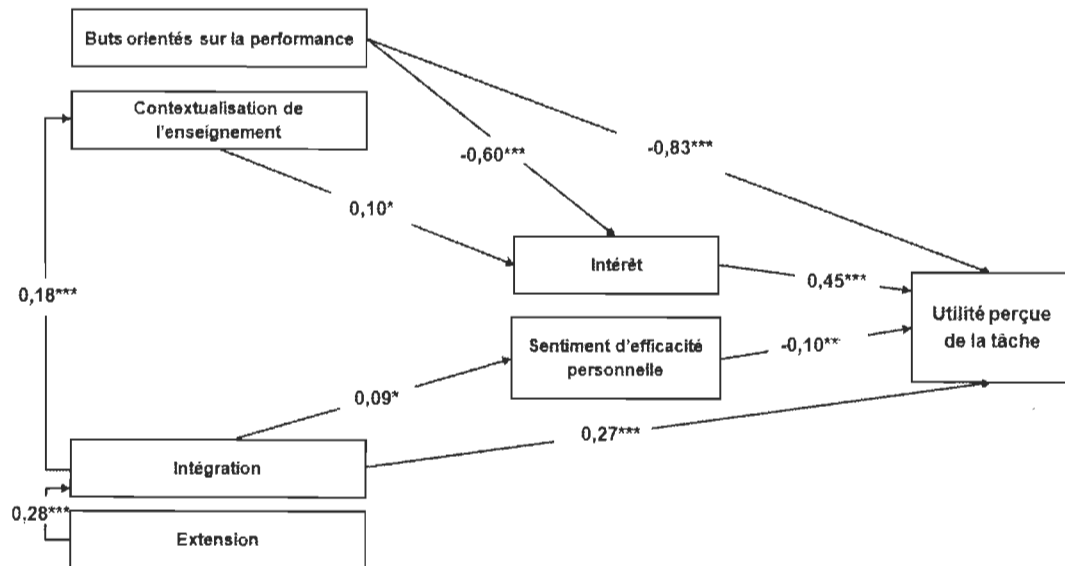 Buts orientés sur la performance
Contextualisation de
l'enseignement
-0,60***
-0,83***
0,10*
Intérêt
0,45***
0,18***
Utilité perçue
de la tâche
Sentiment d'efficacité
personnelle
-0,10**
0,09*
0,27***
Intégration
0,28***
Extension